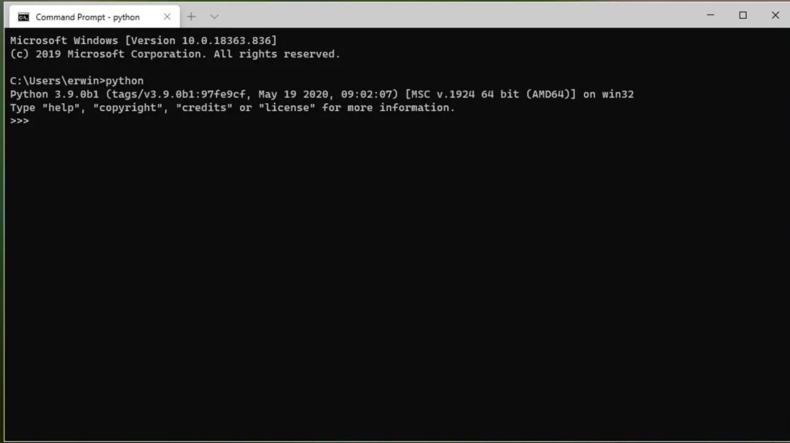 Command Prompt - python
Microsoft Windows [Version 10.0.18363.836]
(c) 2019 Microsoft Corporation. All rights reserved.
C:\Users\erwin>python
Python 3.9.0b1 (tags/v3.9.0b1:97fe9cf, May 19 2020, 09:02:07) [MSC v.1924 64 bit (AMD64)] on win32
Type "help", "copyright", "credits" or "license" for more information.
>>>